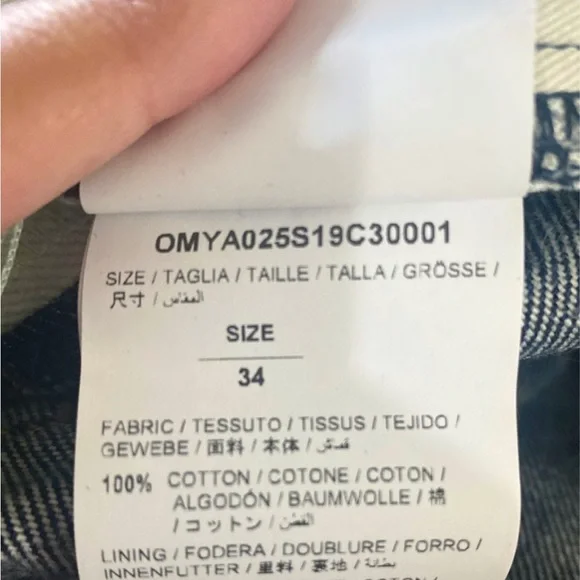 OMYA025S19C30001
SIZE / TAGLIA / TAILLE / TALLA / GRÖSSE /
尺寸 / المقاس
SIZE
34
FABRIC / TESSUTO / TISSUS / TEJIDO /
GEWEBE / 面料 / 本体 / قماش
100% COTTON / COTONE / COTON /
ALGODÓN / BAUMWOLLE / 棉
/ コットン / القطن
LINING / FODERA / DOUBLURE / FORRO /
INNENFUTTER / 里料 / 裏地 / بطانة